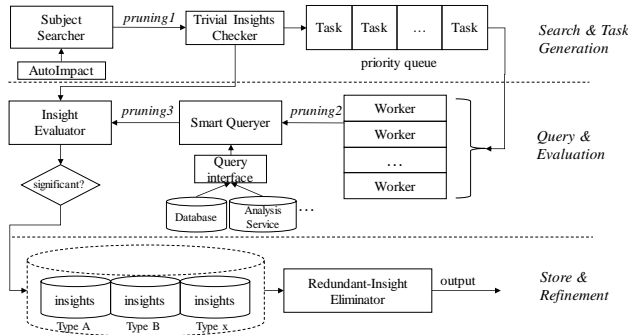 Subject
Searcher
pruning1
Trivial Insights
Checker
Task
Task
...
Task
priority queue
Search & Task
Generation
AutoImpact
Insight
Evaluator
pruning3
Smart Queryer
pruning2
Worker
Worker
...
Worker
Query &
Evaluation
significant?
Query
interface
Database
Analysis
Service
...
insights
insights
insights
Type A
Type B
Type x
Redundant-Insight
Eliminator
output
Store &
Refinement